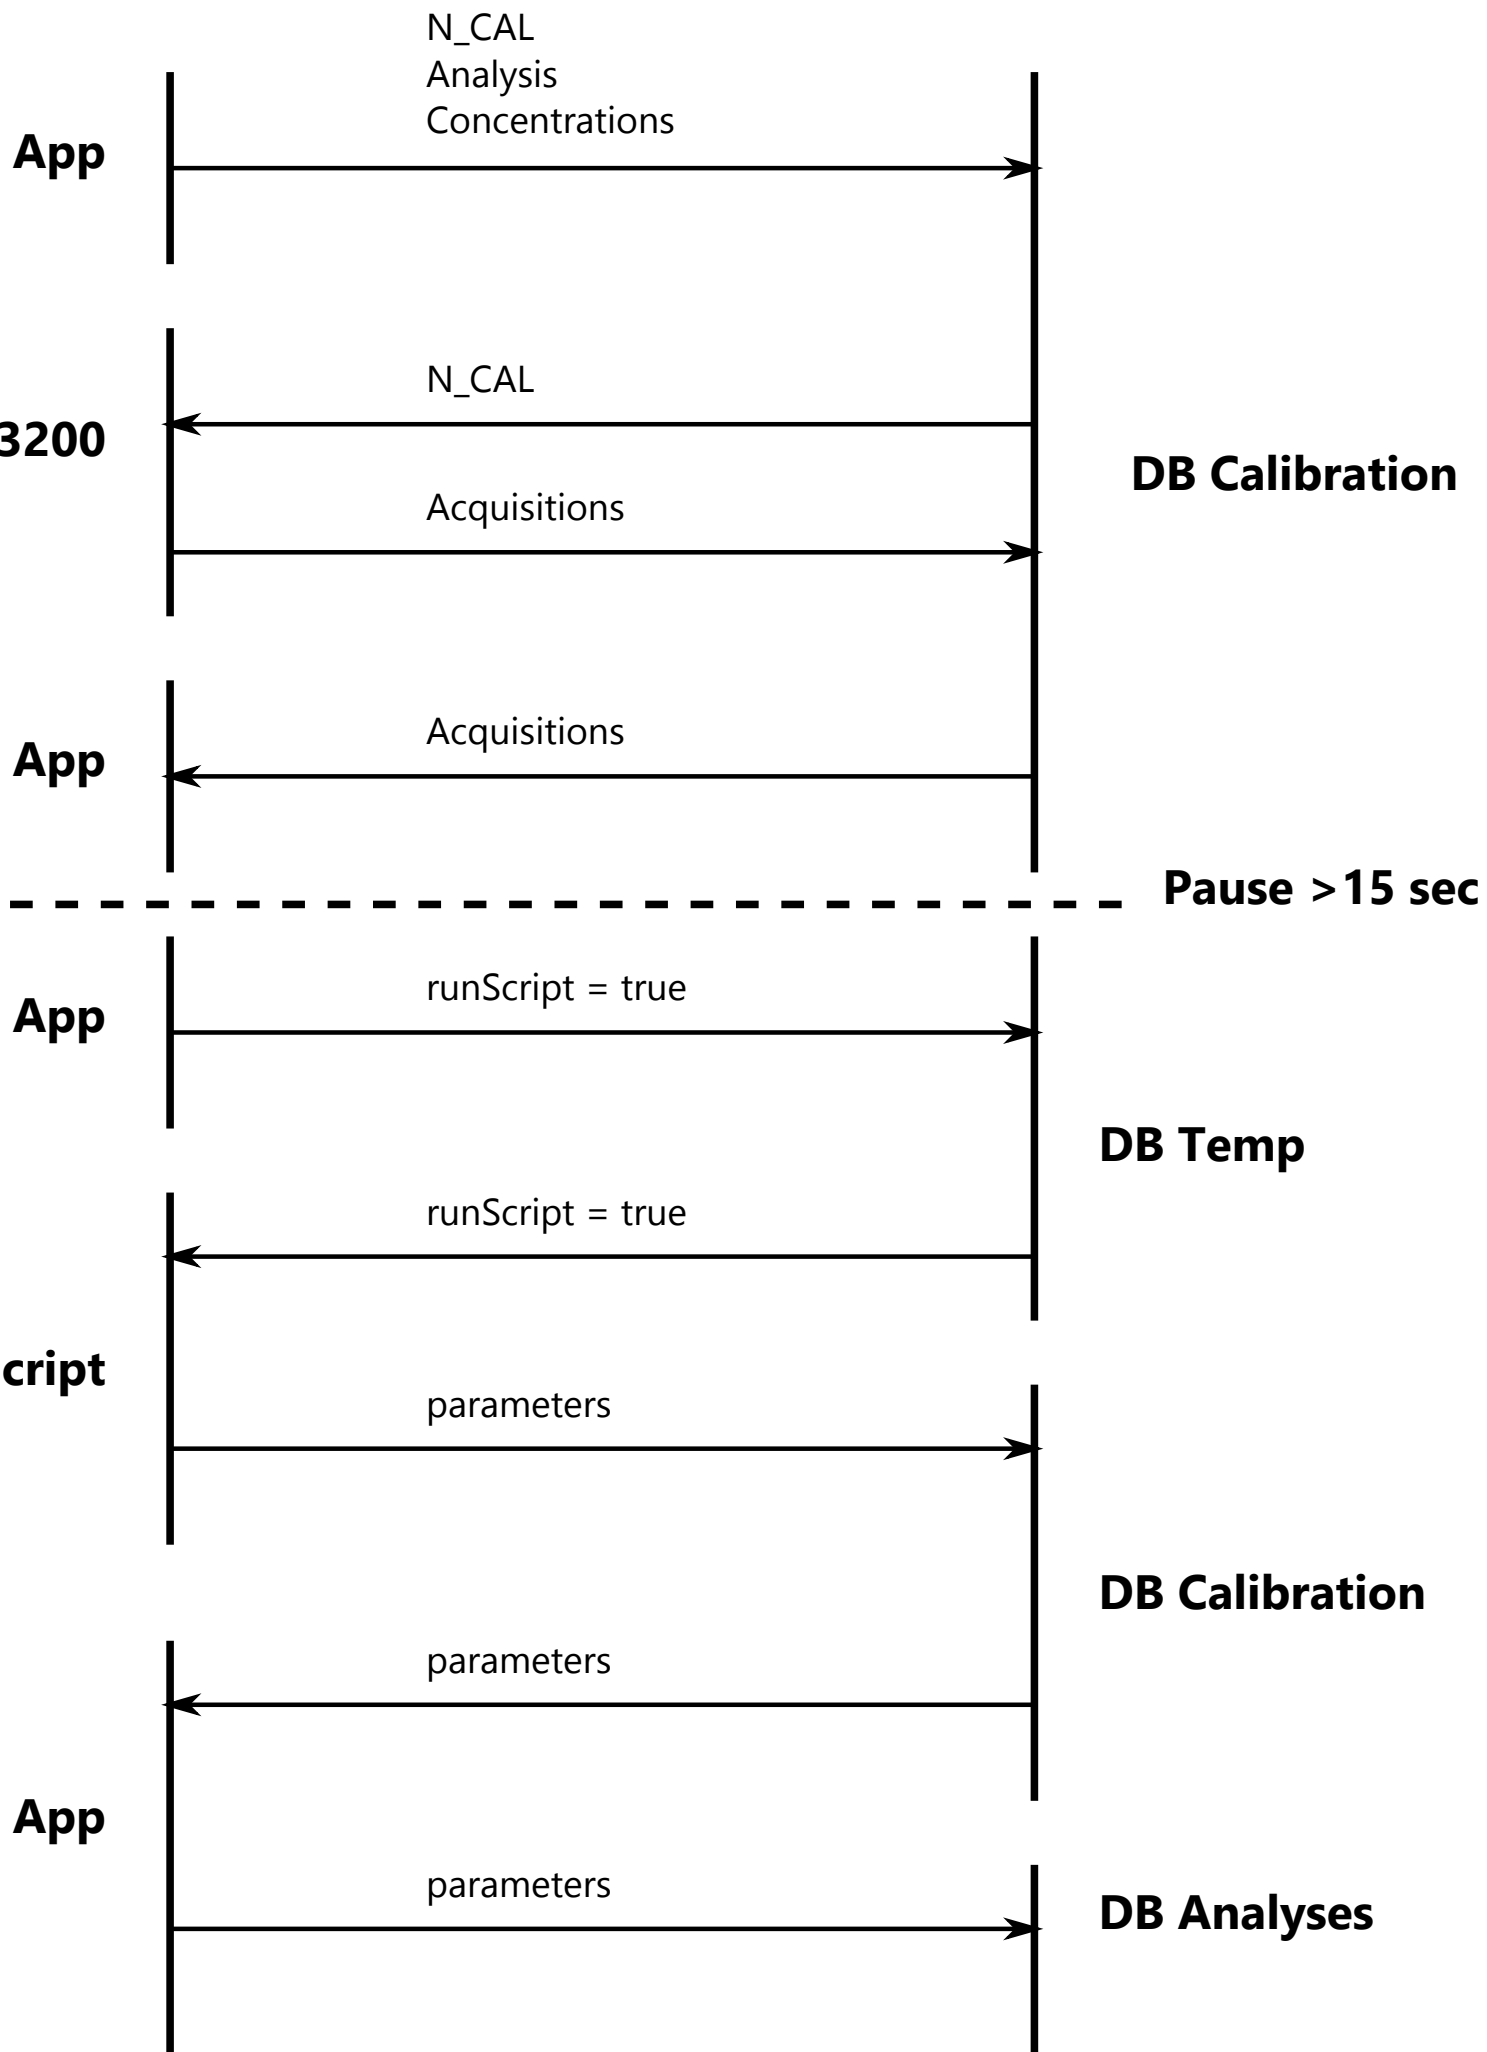 N_CAL
Analysis
Concentrations
App
N_CAL
3200
DB Calibration
Acquisitions
Acquisitions
App
Pause >15 sec
runScript = true
App
DB Temp
runScript = true
cript
parameters
DB Calibration
parameters
App
parameters
DB Analyses